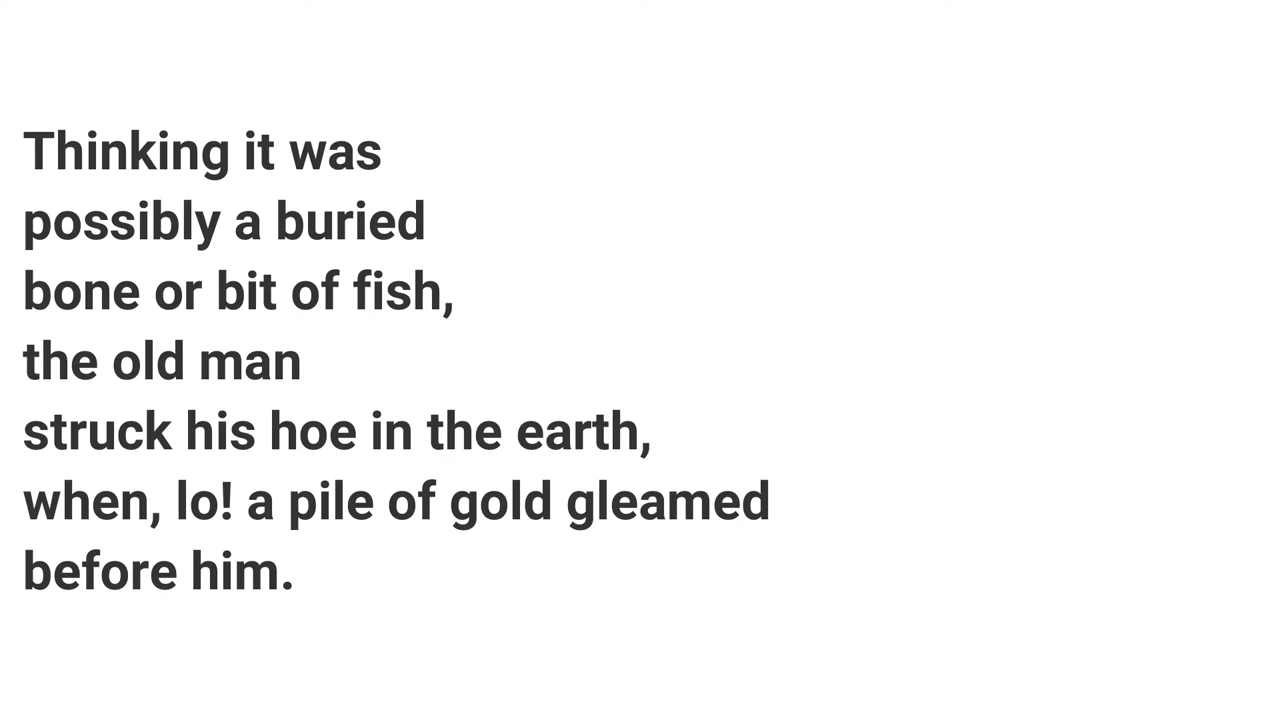 Thinking it was
possibly a buried
bone or bit of fish,
the old man
struck his hoe in the earth,
when, lo! a pile of gold gleamed
before him.